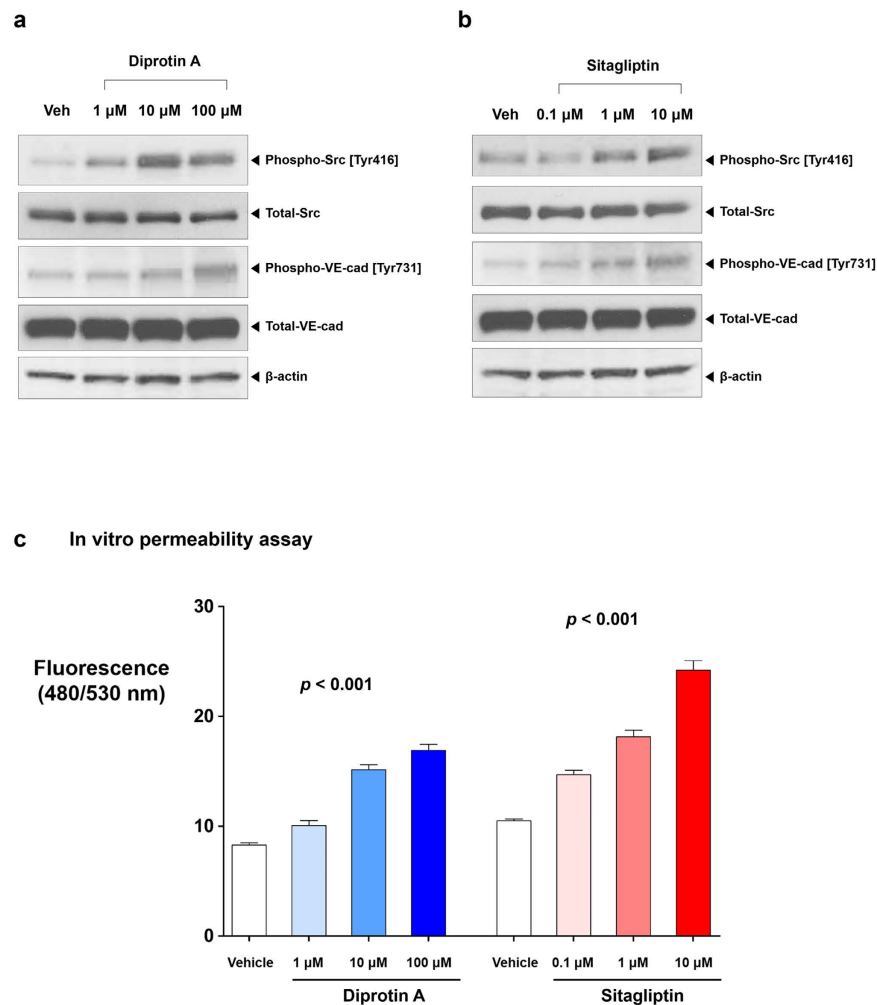 a
Diprotin A
Veh 1 µM 10 µM 100 µM
Phospho-Src [Tyr416]
Total-Src
Phospho-VE-cad [Tyr731]
Total-VE-cad
β-actin
b
Sitagliptin
Veh 0.1 µM 1 µM 10 µM
Phospho-Src [Tyr416]
Total-Src
Phospho-VE-cad [Tyr731]
Total-VE-cad
β-actin
c In vitro permeability assay
Fluorescence
(480/530 nm)
30
20
10
0
p < 0.001
p < 0.001
Vehicle 1 µM 10 µM 100 µM Vehicle 0.1 µM 1 µM 10 µM
Diprotin A Sitagliptin